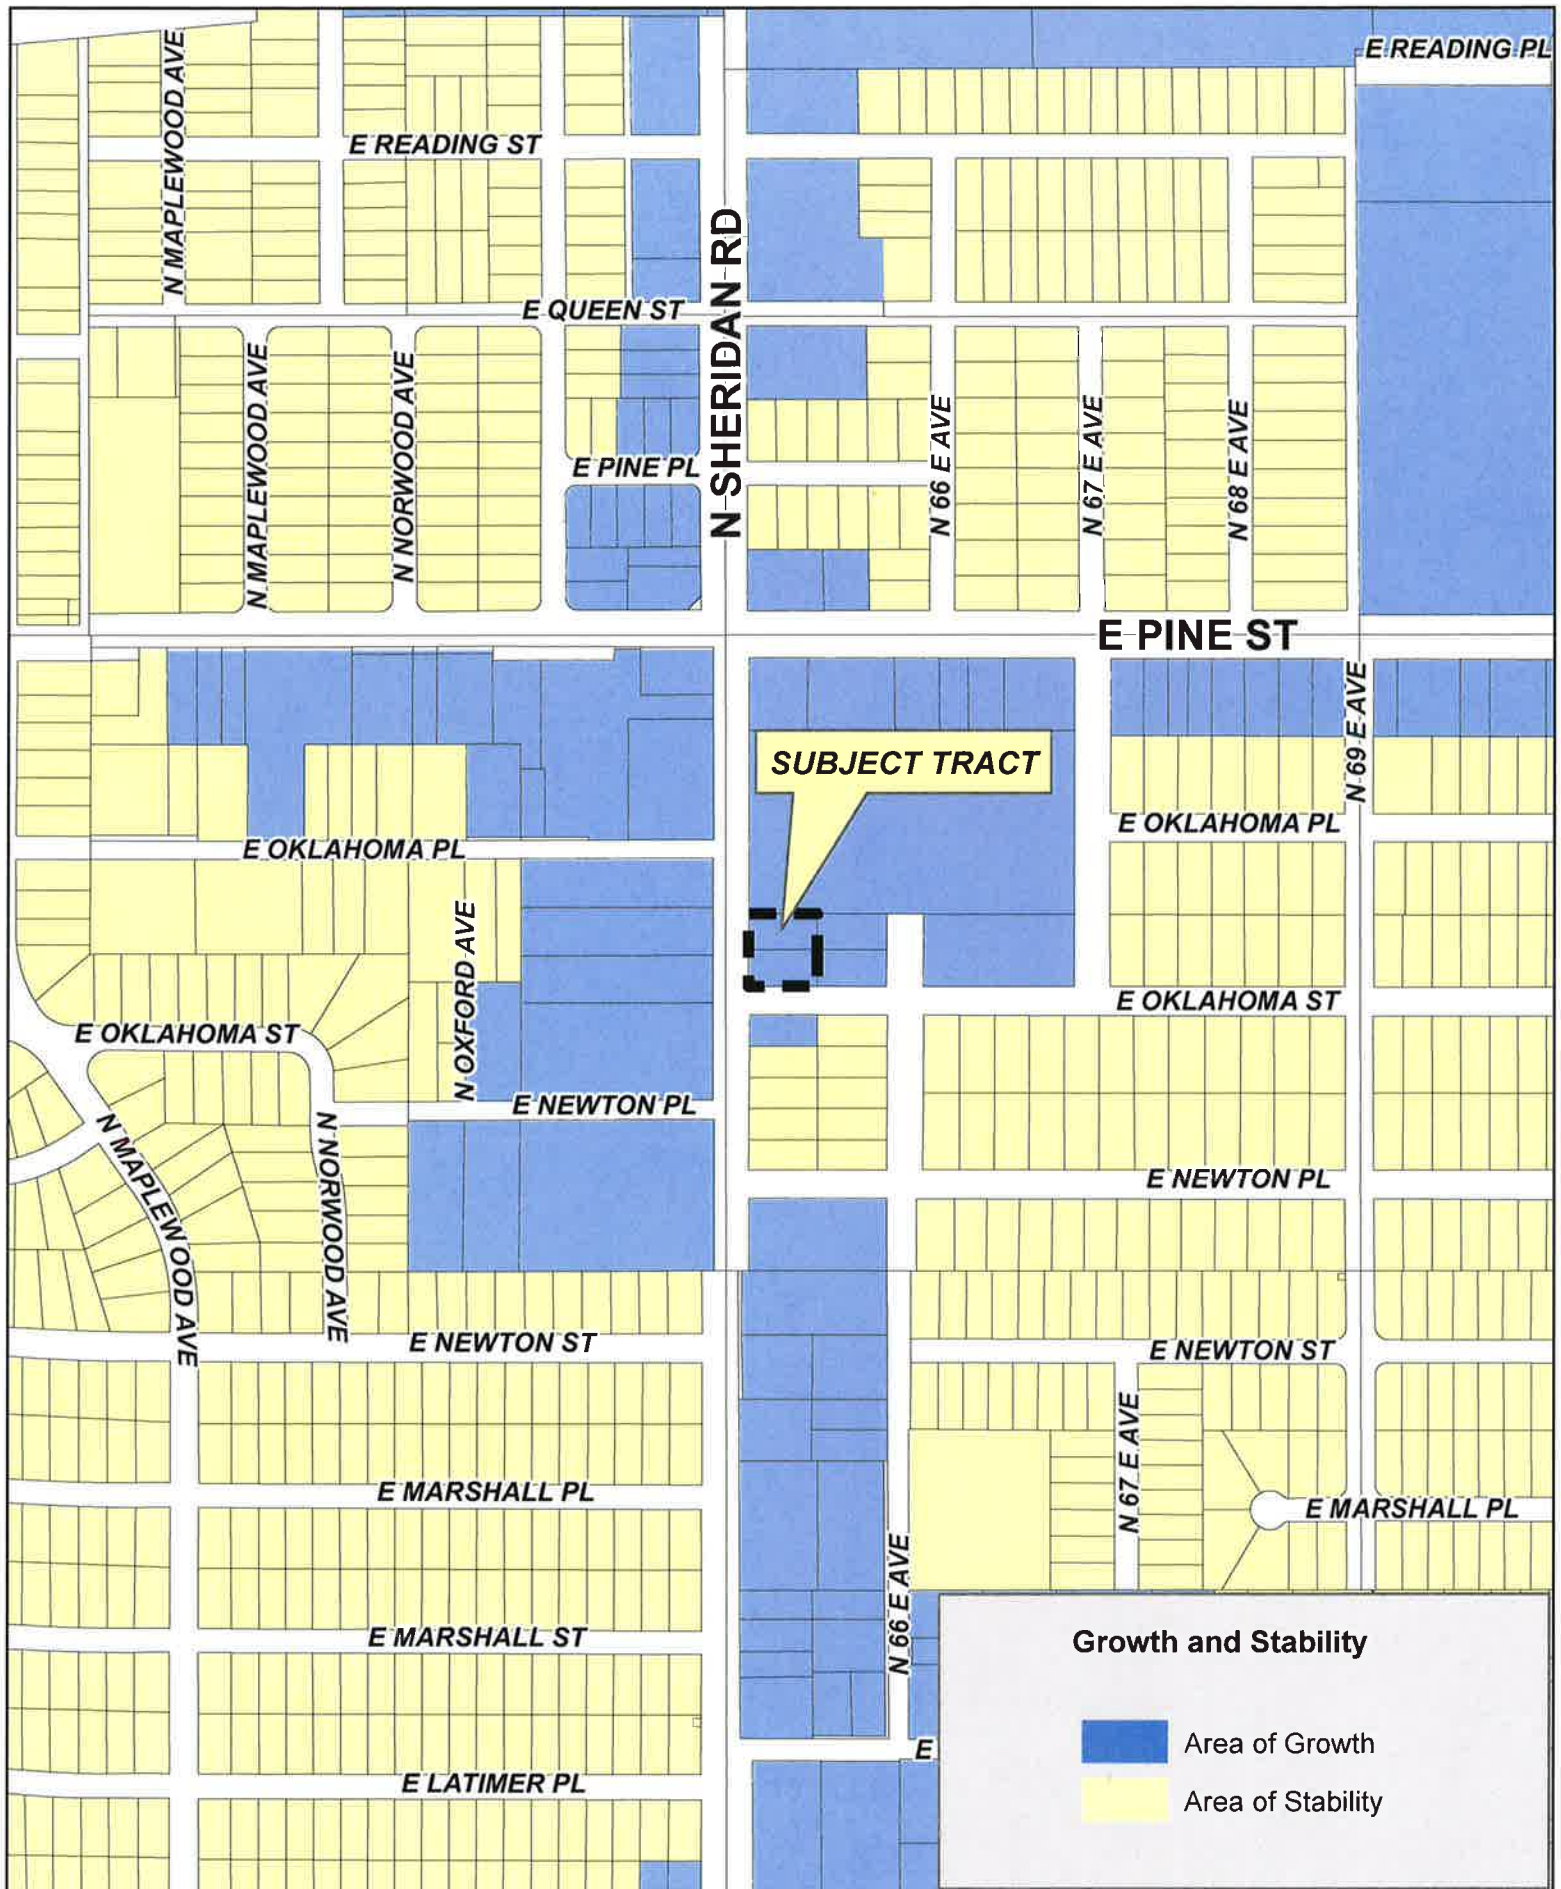 E READING PL
N MAPLEWOOD AVE
E READING ST
N SHERIDAN RD
E QUEEN ST
N MAPLEWOOD AVE
N NORWOOD AVE
N 66 E AVE
N 67 E AVE
N 68 E AVE
E PINE PL
E PINE ST
N 69 E AVE
SUBJECT TRACT
E OKLAHOMA PL
E OKLAHOMA PL
N OXFORD AVE
E OKLAHOMA ST
E OKLAHOMA ST
E NEWTON PL
N MAPLEWOOD AVE
N NORWOOD AVE
E NEWTON PL
E NEWTON ST
E NEWTON ST
N 67 E AVE
E MARSHALL PL
E MARSHALL PL
N 66 E AVE
E MARSHALL ST
E
E LATIMER PL
Growth and Stability
Area of Growth
Area of Stability